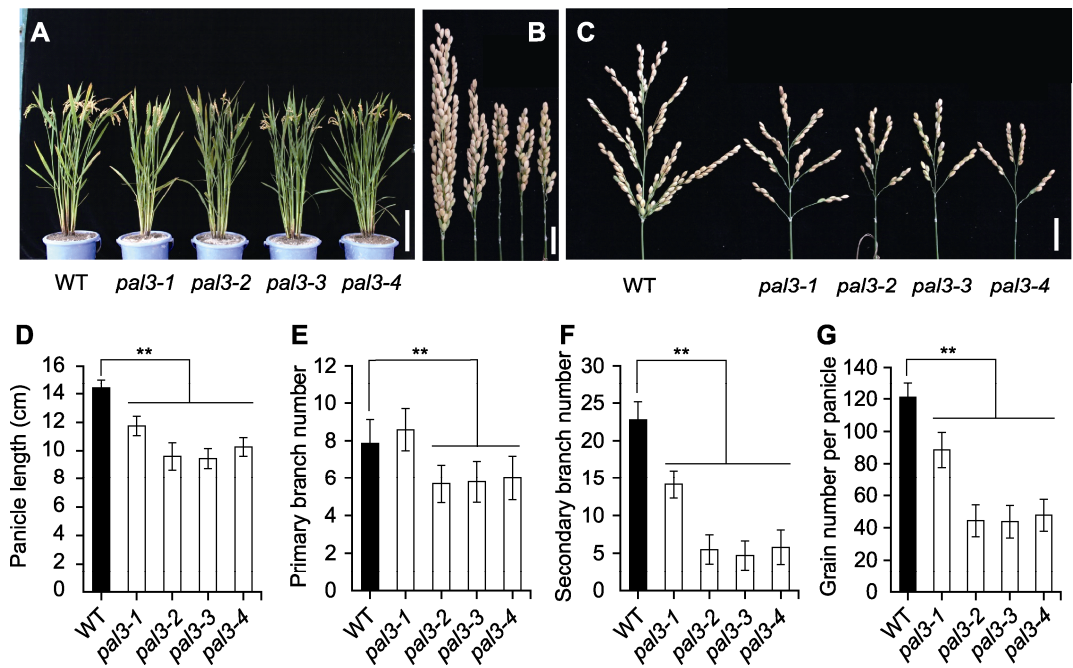 A
B
C
WT pal3-1 pal3-2 pal3-3 pal3-4
WT pal3-1 pal3-2 pal3-3 pal3-4
D
**
Panicle length (cm)
16
14
12
10
8
6
4
2
0
WT pal3-1 pal3-2 pal3-3 pal3-4
E
**
Primary branch number
12
10
8
6
4
2
0
WT pal3-1 pal3-2 pal3-3 pal3-4
F
**
Secondary branch number
30
25
20
15
10
5
0
WT pal3-1 pal3-2 pal3-3 pal3-4
G
**
Grain number per panicle
140
120
100
80
60
40
20
0
WT pal3-1 pal3-2 pal3-3 pal3-4